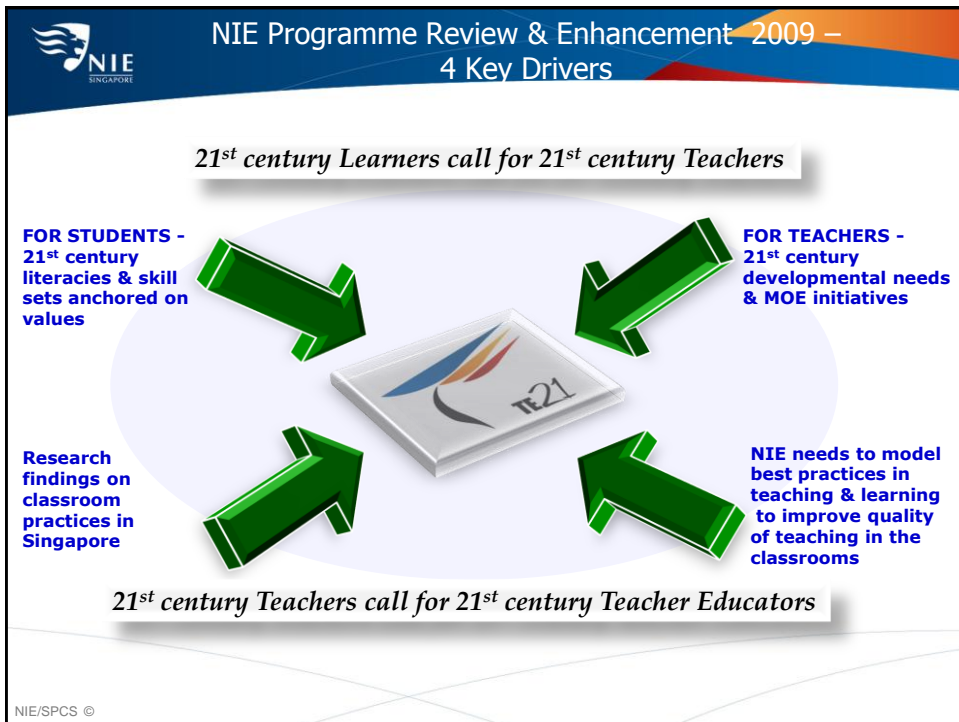 NIE
SINGAPORE
NIE Programme Review & Enhancement 2009 –
4 Key Drivers
21st century Learners call for 21st century Teachers
FOR STUDENTS -
21st century
literacies & skill
sets anchored on
values
FOR TEACHERS -
21st century
developmental needs
& MOE initiatives
TE21
Research
findings on
classroom
practices in
Singapore
NIE needs to model
best practices in
teaching & learning
to improve quality
of teaching in the
classrooms
21st century Teachers call for 21st century Teacher Educators
NIE/SPCS ©